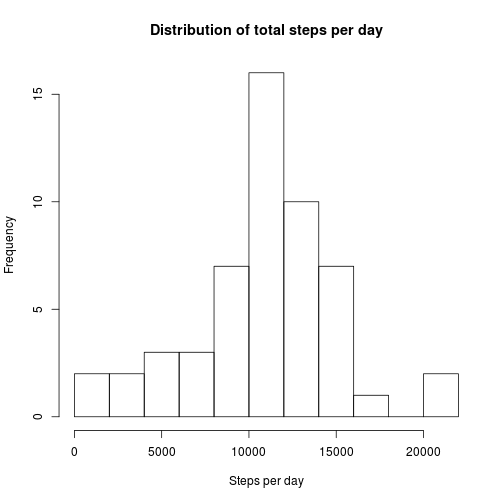 Distribution of total steps per day
15
10
5
0
Frequency
0 5000 10000 15000 20000
Steps per day